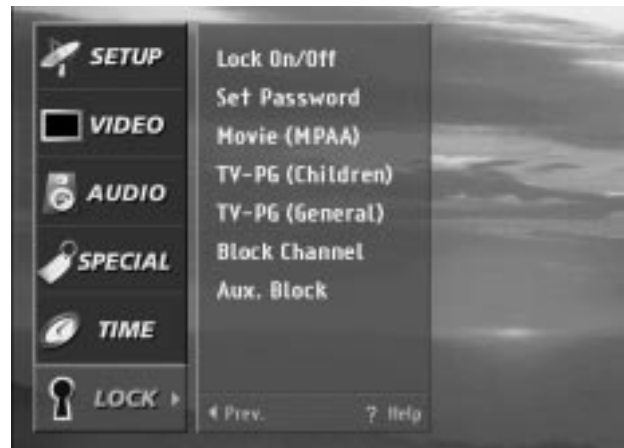 SETUP
VIDEO
AUDIO
SPECIAL
TIME
LOCK
Lock On/Off
Set Password
Movie (MPAA)
TV-PG (Children)
TV-PG (General)
Block Channel
Aux. Block
Prev.
? Help